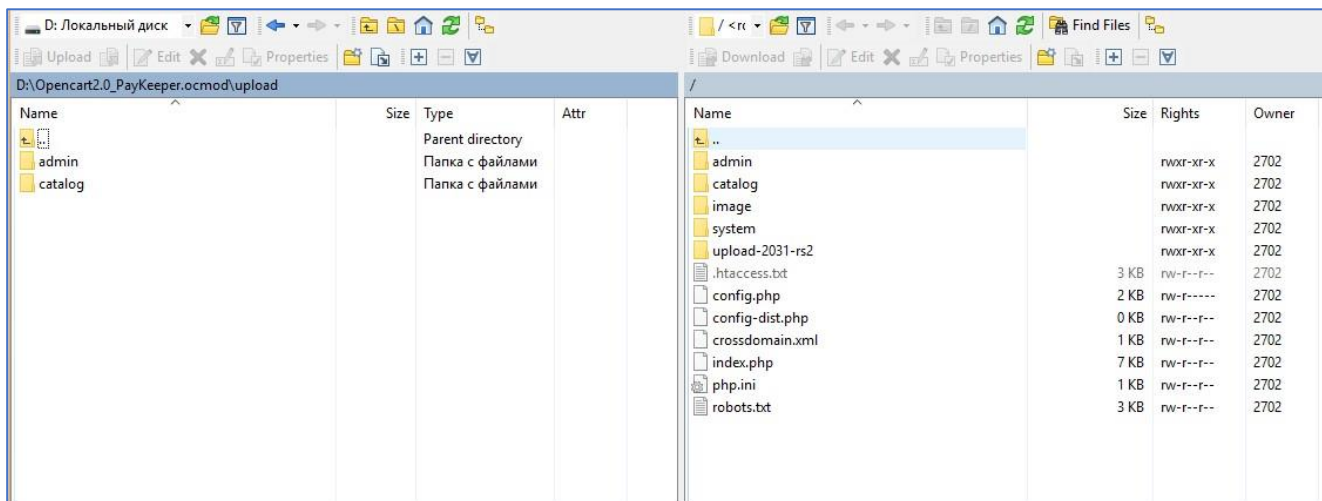 D: Локальный диск
Upload Edit Properties
D:\Opencart2.0_PayKeeper.ocmod\upload
Name Size Type Attr
.. Parent directory
admin Папка с файлами
catalog Папка с файлами
/ <rc Find Files
Download Edit Properties
/
Name Size Rights Owner
..
admin rwxr-xr-x 2702
catalog rwxr-xr-x 2702
image rwxr-xr-x 2702
system rwxr-xr-x 2702
upload-2031-rs2 rwxr-xr-x 2702
.htaccess.txt 3 KB rw-r--r-- 2702
config.php 2 KB rw-r----- 2702
config-dist.php 0 KB rw-r--r-- 2702
crossdomain.xml 1 KB rw-r--r-- 2702
index.php 7 KB rw-r--r-- 2702
php.ini 1 KB rw-r--r-- 2702
robots.txt 3 KB rw-r--r-- 2702